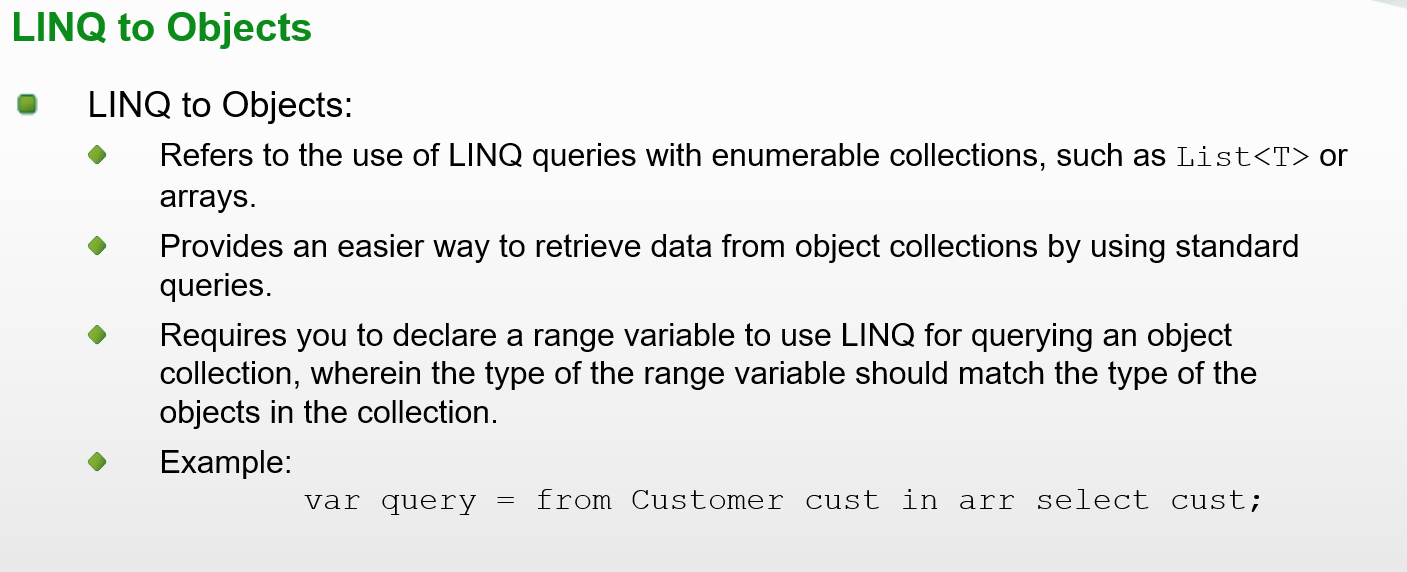 LINQ to Objects
LINQ to Objects:
Refers to the use of LINQ queries with enumerable collections, such as List<T> or
arrays.
Provides an easier way to retrieve data from object collections by using standard
queries.
Requires you to declare a range variable to use LINQ for querying an object
collection, wherein the type of the range variable should match the type of the
objects in the collection.
Example:
var query = from Customer cust in arr select cust;